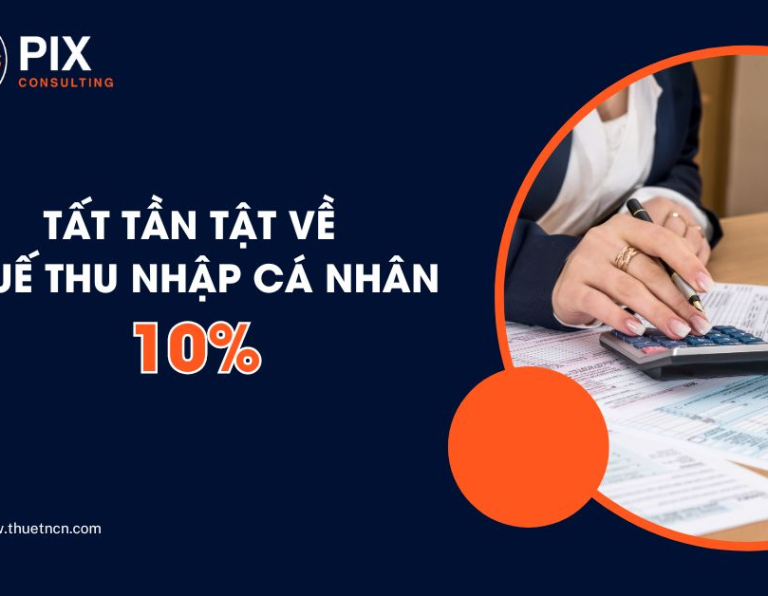 PIX
CONSULTING
TẤT TẦN TẬT VỀ
UẾ THU NHẬP CÁ NHÂN
10%
w.thuetncn.com